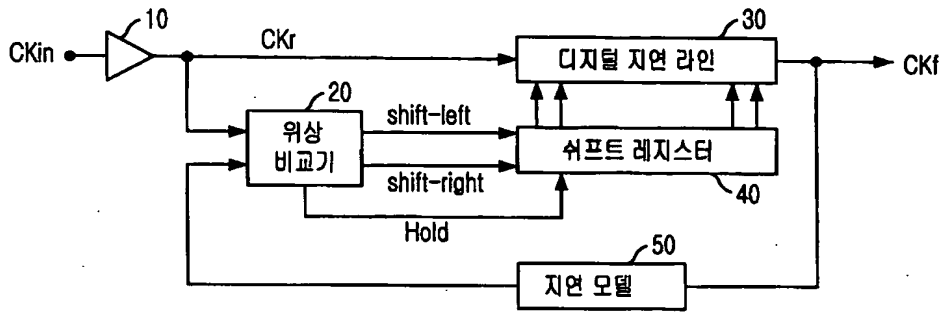 10
CKin
CKr
30
디지털 지연 라인
CKf
20
위상
비교기
shift-left
shift-right
Hold
쉬프트 레지스터
40
50
지연 모델